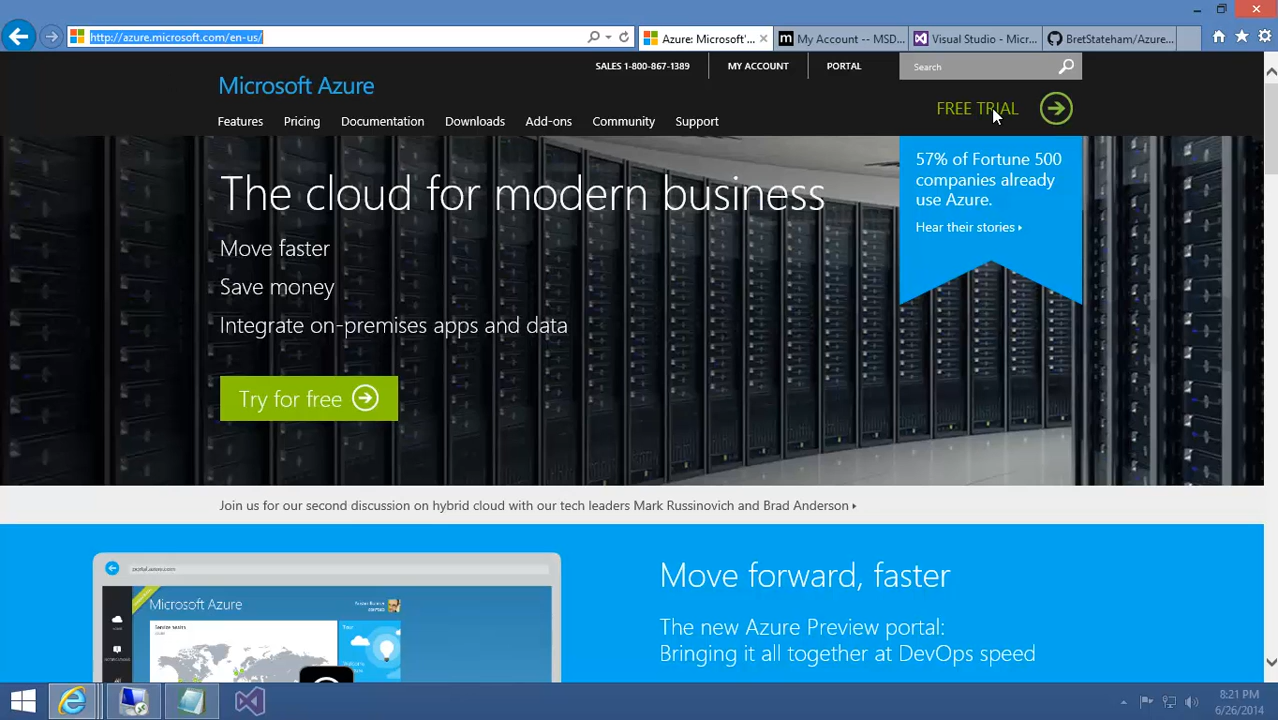 http://azure.microsoft.com/en-us/
Azure: Microsoft'...
My Account -- MSD...
Visual Studio - Micr...
BretStateham/Azure...
SALES 1-800-867-1389
MY ACCOUNT
PORTAL
Search
Microsoft Azure
FREE TRIAL
Features
Pricing
Documentation
Downloads
Add-ons
Community
Support
57% of Fortune 500
companies already
use Azure.
Hear their stories
The cloud for modern business
Move faster
Save money
Integrate on-premises apps and data
Try for free
Join us for our second discussion on hybrid cloud with our tech leaders Mark Russinovich and Brad Anderson
portal.azure.com
Microsoft Azure
Service health
Move forward, faster
The new Azure Preview portal:
Bringing it all together at DevOps speed
8:21 PM
6/26/2014